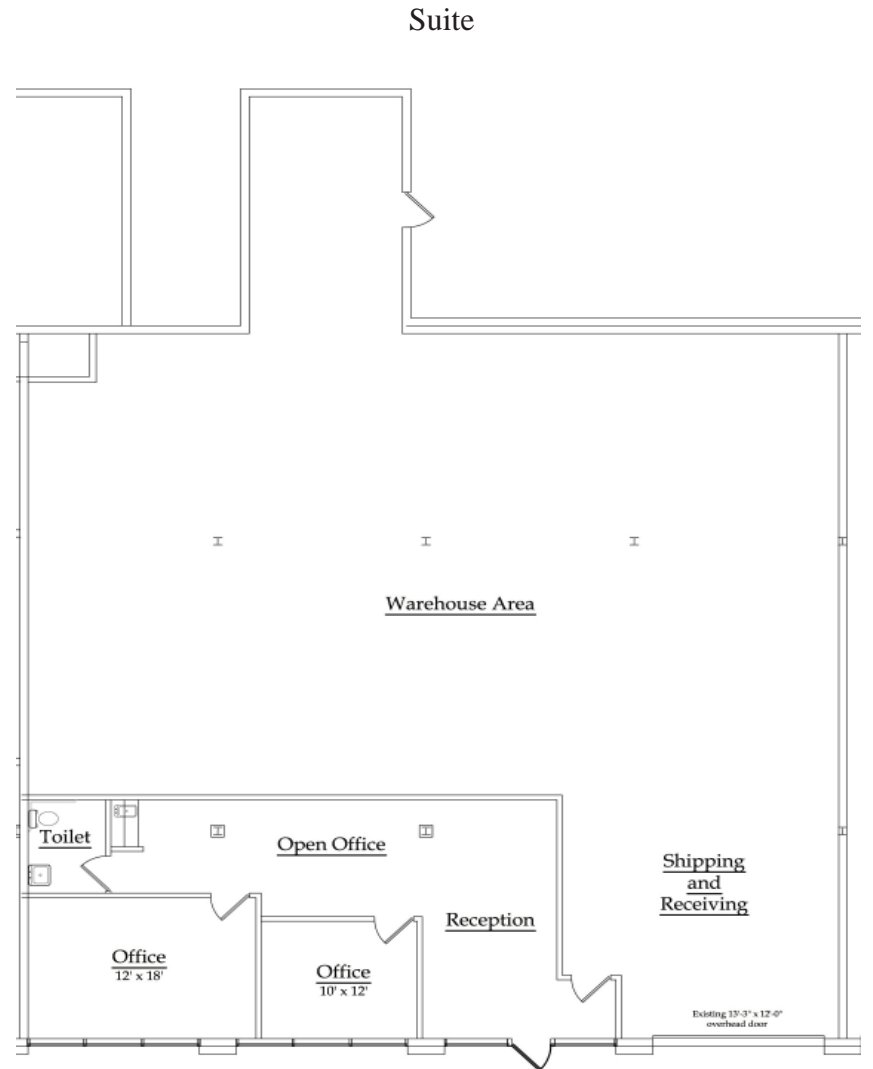 Suite
Warehouse Area
Toilet
Open Office
Shipping
and
Receiving
Reception
Office
12' x 18'
Office
10' x 12'
Existing 13'-3" x 12'-0"
overhead door